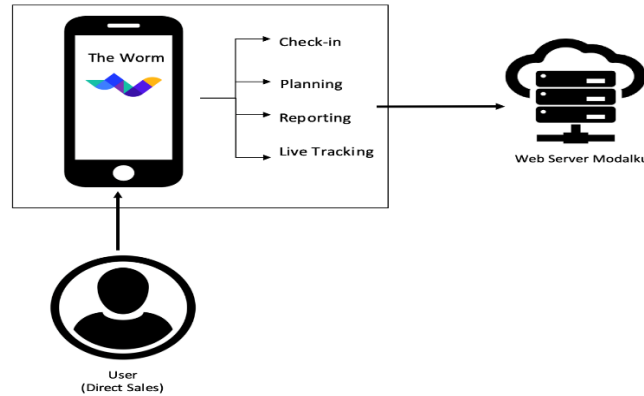 The Worm
Check-in
Planning
Reporting
Live Tracking
Web Server Modalku
User
(Direct Sales)